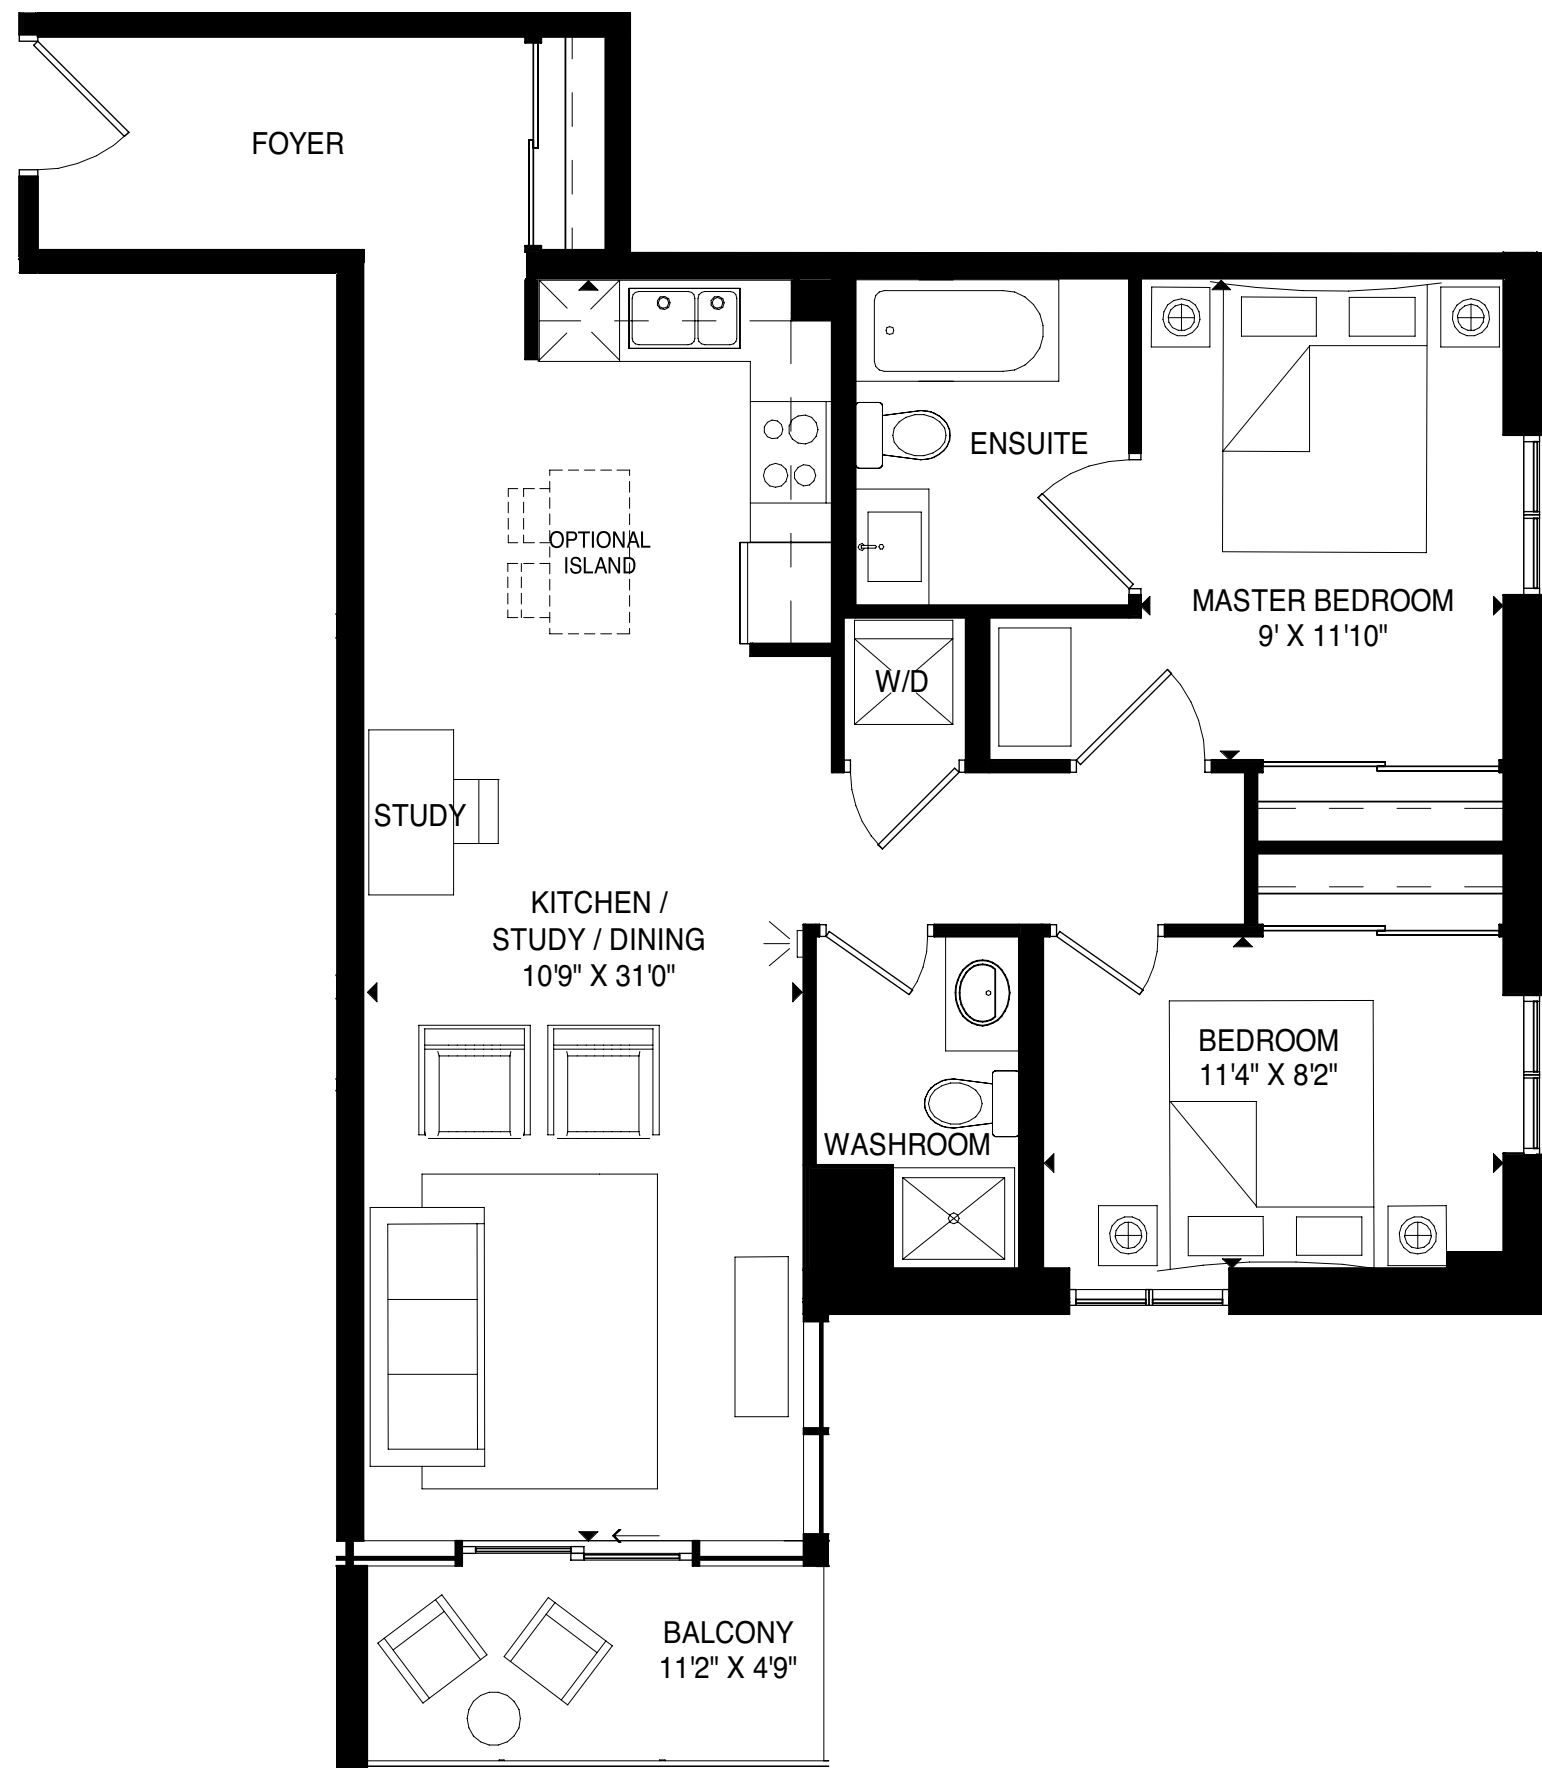 FOYER
ENSUITE
OPTIONAL
ISLAND
MASTER BEDROOM
9' X 11'10"
W/D
STUDY
KITCHEN /
STUDY / DINING
10'9" X 31'0"
BEDROOM
11'4" X 8'2"
WASHROOM
BALCONY
11'2" X 4'9"